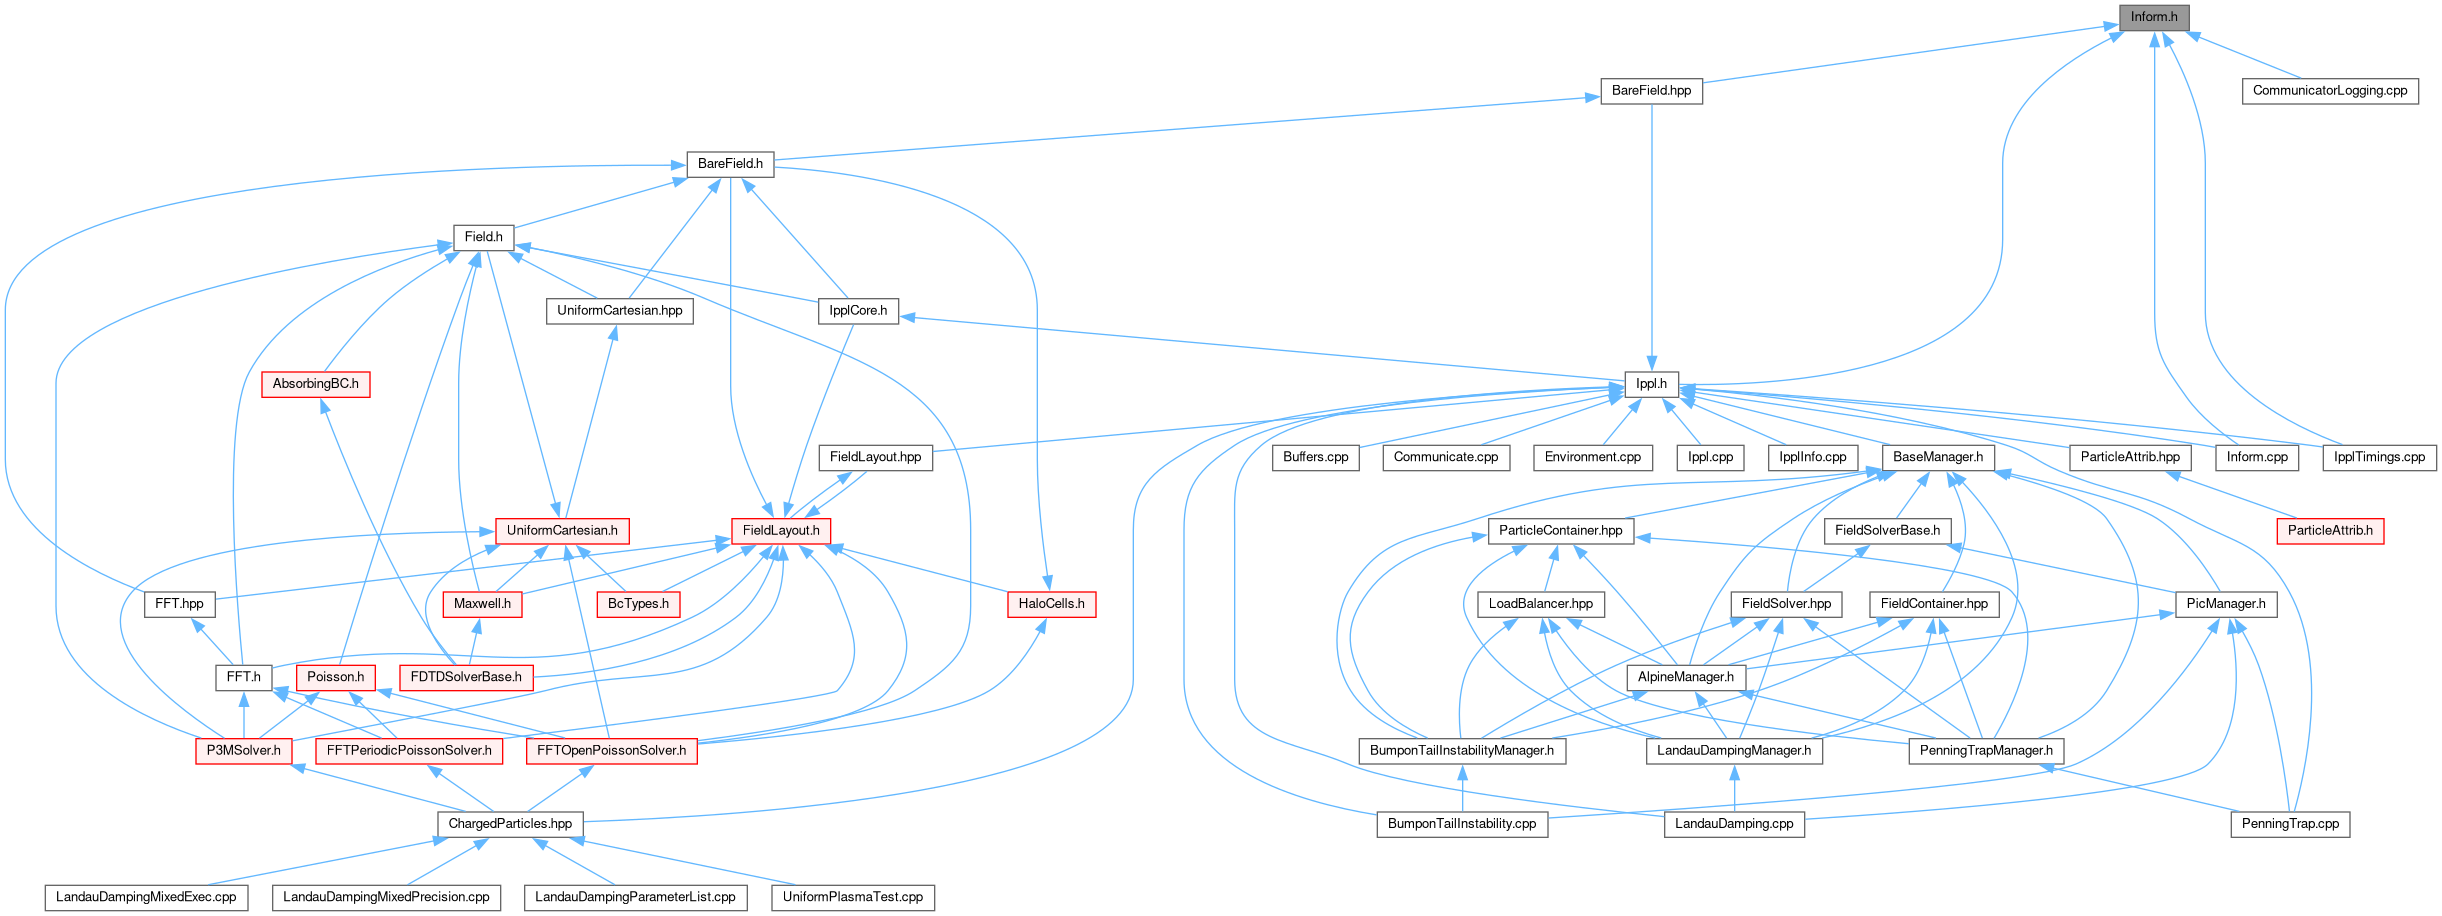 Inform.h
BareField.hpp
CommunicatorLogging.cpp
BareField.h
Field.h
UniformCartesian.hpp
IpplCore.h
AbsorbingBC.h
Ippl.h
FieldLayout.hpp
Buffers.cpp
Communicate.cpp
Environment.cpp
Ippl.cpp
IpplInfo.cpp
BaseManager.h
ParticleAttrib.hpp
Inform.cpp
IpplTimings.cpp
UniformCartesian.h
FieldLayout.h
ParticleContainer.hpp
FieldSolverBase.h
ParticleAttrib.h
FFT.hpp
Maxwell.h
BcTypes.h
HaloCells.h
LoadBalancer.hpp
FieldSolver.hpp
FieldContainer.hpp
PicManager.h
FFT.h
Poisson.h
FDTDSolverBase.h
AlpineManager.h
P3MSolver.h
FFTPeriodicPoissonSolver.h
FFTOpenPoissonSolver.h
BumponTailInstabilityManager.h
LandauDampingManager.h
PenningTrapManager.h
ChargedParticles.hpp
BumponTailInstability.cpp
LandauDamping.cpp
PenningTrap.cpp
LandauDampingMixedExec.cpp
LandauDampingMixedPrecision.cpp
LandauDampingParameterList.cpp
UniformPlasmaTest.cpp